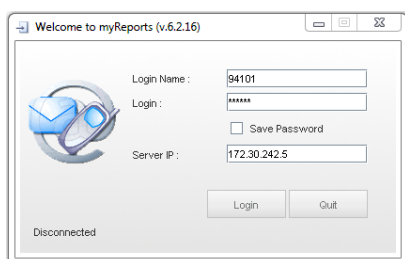 Welcome to myReports (v.6.2.16)
Login Name : 94101
Login : ******
Save Password
Server IP : 172.30.242.5
Login Quit
Disconnected